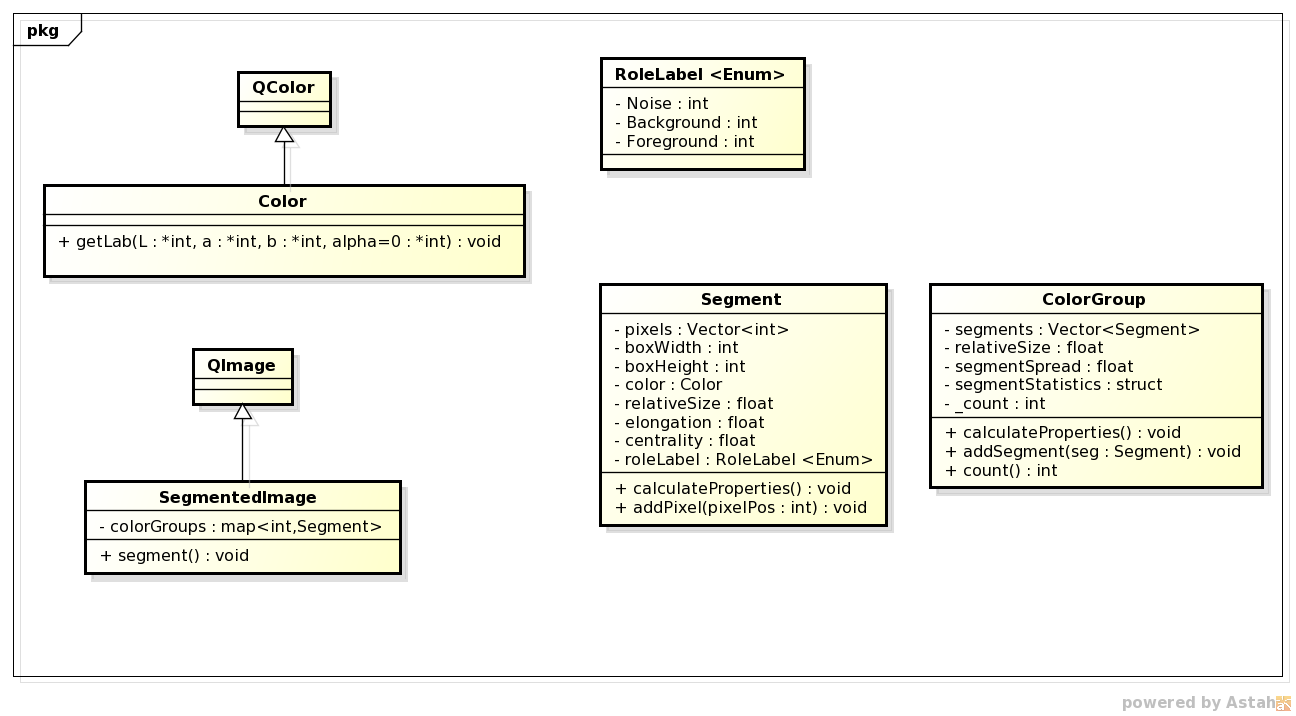 pkg
QColor
Color
+ getLab(L : *int, a : *int, b : *int, alpha=0 : *int) : void
QImage
SegmentedImage
- colorGroups : map<int,Segment>
+ segment() : void
RoleLabel <Enum>
- Noise : int
- Background : int
- Foreground : int
Segment
- pixels : Vector<int>
- boxWidth : int
- boxHeight : int
- color : Color
- relativeSize : float
- elongation : float
- centrality : float
- roleLabel : RoleLabel <Enum>
+ calculateProperties() : void
+ addPixel(pixelPos : int) : void
ColorGroup
- segments : Vector<Segment>
- relativeSize : float
- segmentSpread : float
- segmentStatistics : struct
- _count : int
+ calculateProperties() : void
+ addSegment(seg : Segment) : void
+ count() : int
powered by Astah